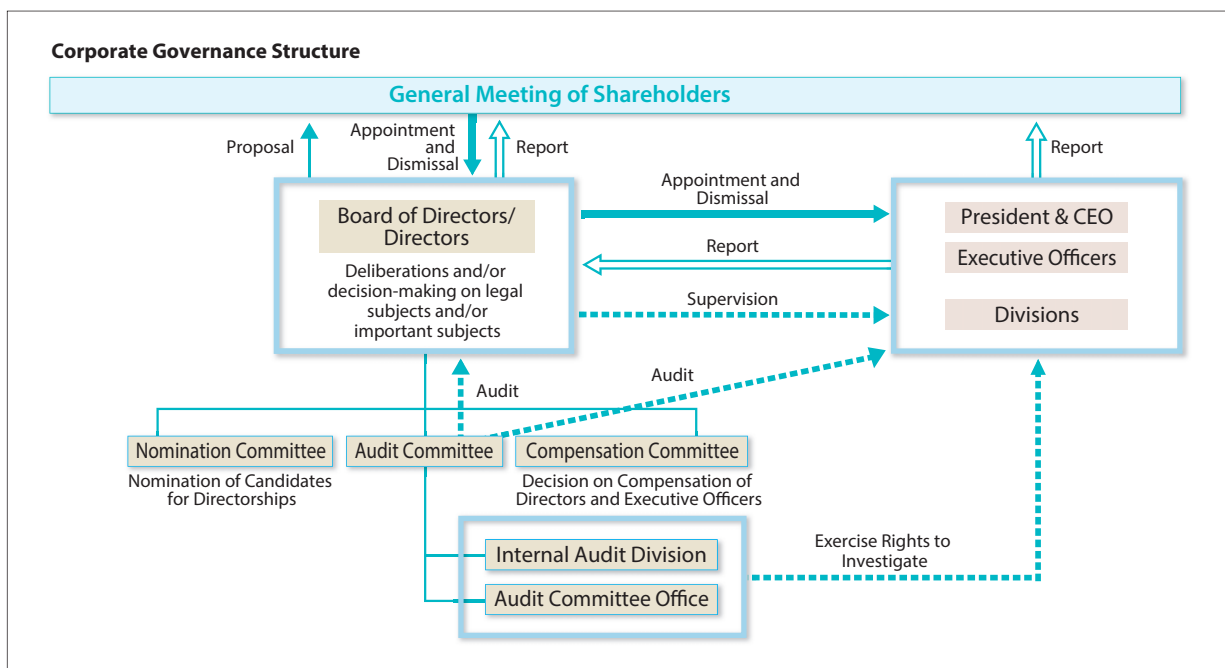 Corporate Governance Structure
General Meeting of Shareholders
Proposal
Appointment
and
Dismissal
Report
Report
Board of Directors/
Directors
Deliberations and/or
decision-making on legal
subjects and/or
important subjects
Appointment and
Dismissal
Report
Supervision
President & CEO
Executive Officers
Divisions
Audit
Audit
Nomination Committee
Nomination of Candidates
for Directorships
Audit Committee
Compensation Committee
Decision on Compensation of
Directors and Executive Officers
Internal Audit Division
Audit Committee Office
Exercise Rights to
Investigate